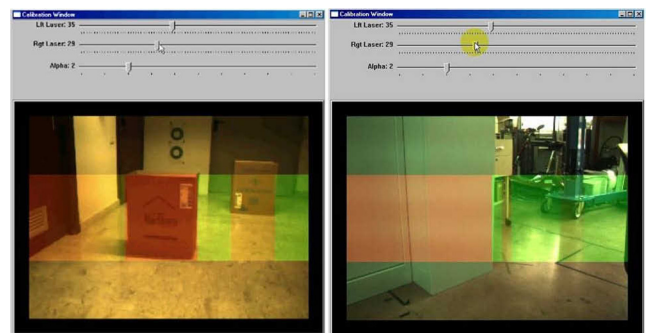 Calibration Window
Lft Laser: 35
Rgt Laser: 29
Alpha: 2
Calibration Window
Lft Laser: 35
Rgt Laser: 29
Alpha: 2